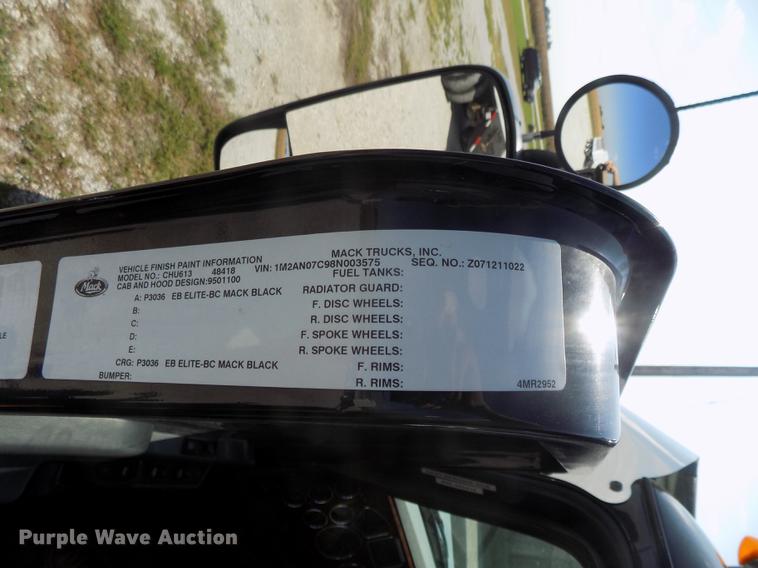 MACK TRUCKS, INC.
VEHICLE FINISH PAINT INFORMATION
MODEL NO.: CHU613 48418 VIN: 1M2AN07C98N003575 SEQ. NO.: Z071211022
CAB AND HOOD DESIGN:9501100
Mack
A: P3036 EB ELITE-BC MACK BLACK
B:
C:
D:
E:
CRG: P3036 EB ELITE-BC MACK BLACK
BUMPER:
FUEL TANKS:
RADIATOR GUARD:
F. DISC WHEELS:
R. DISC WHEELS:
F. SPOKE WHEELS:
R. SPOKE WHEELS:
F. RIMS:
R. RIMS:
4MR2952
Purple Wave Auction